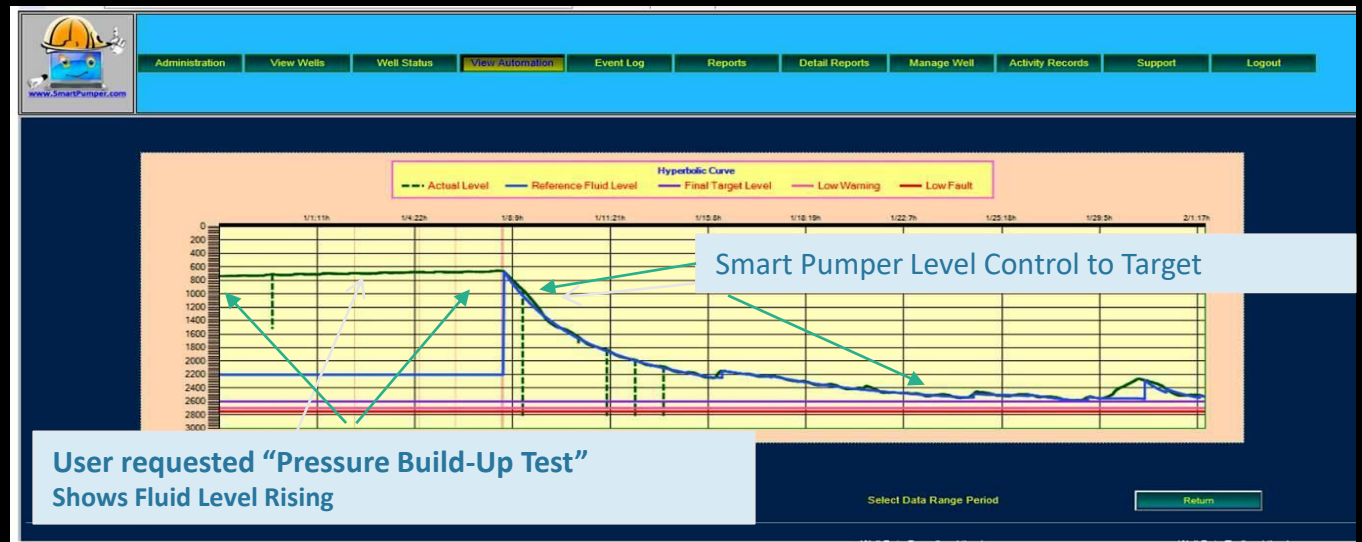 www.SmartPumper.com
Administration View Wells Well Status View Automation Event Log Reports Detail Reports Manage Well Activity Records Support Logout
Hyperbolic Curve
Actual Level Reference Fluid Level Final Target Level Low Warning Low Fault
1/1;11h 1/4:22h 1/8:9h 1/11:21h 1/15:8h 1/18:19h 1/22:7h 1/25:18h 1/29:5h 2/1:17h
0
200
400
600
800
1000
1200
1400
1600
1800
2000
2200
2400
2600
2800
3000
Smart Pumper Level Control to Target
User requested “Pressure Build-Up Test”
Shows Fluid Level Rising
Select Data Range Period Return